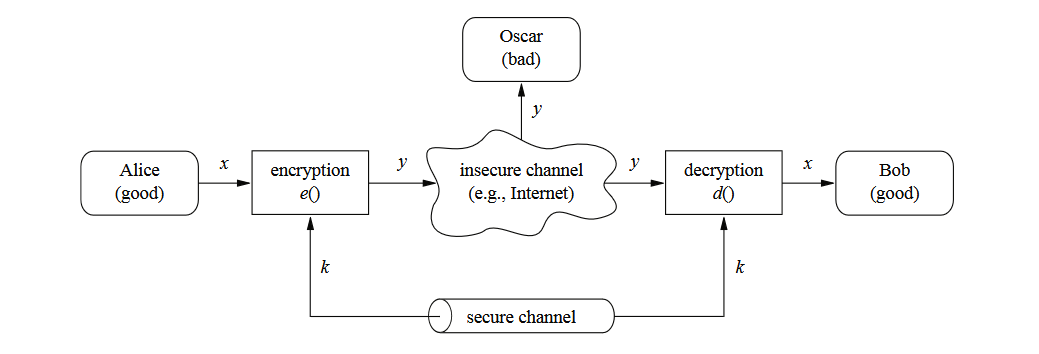 Oscar
(bad)
y
Alice
(good)
x
encryption
e()
y
insecure channel
(e.g., Internet)
y
decryption
d()
x
Bob
(good)
k
k
secure channel